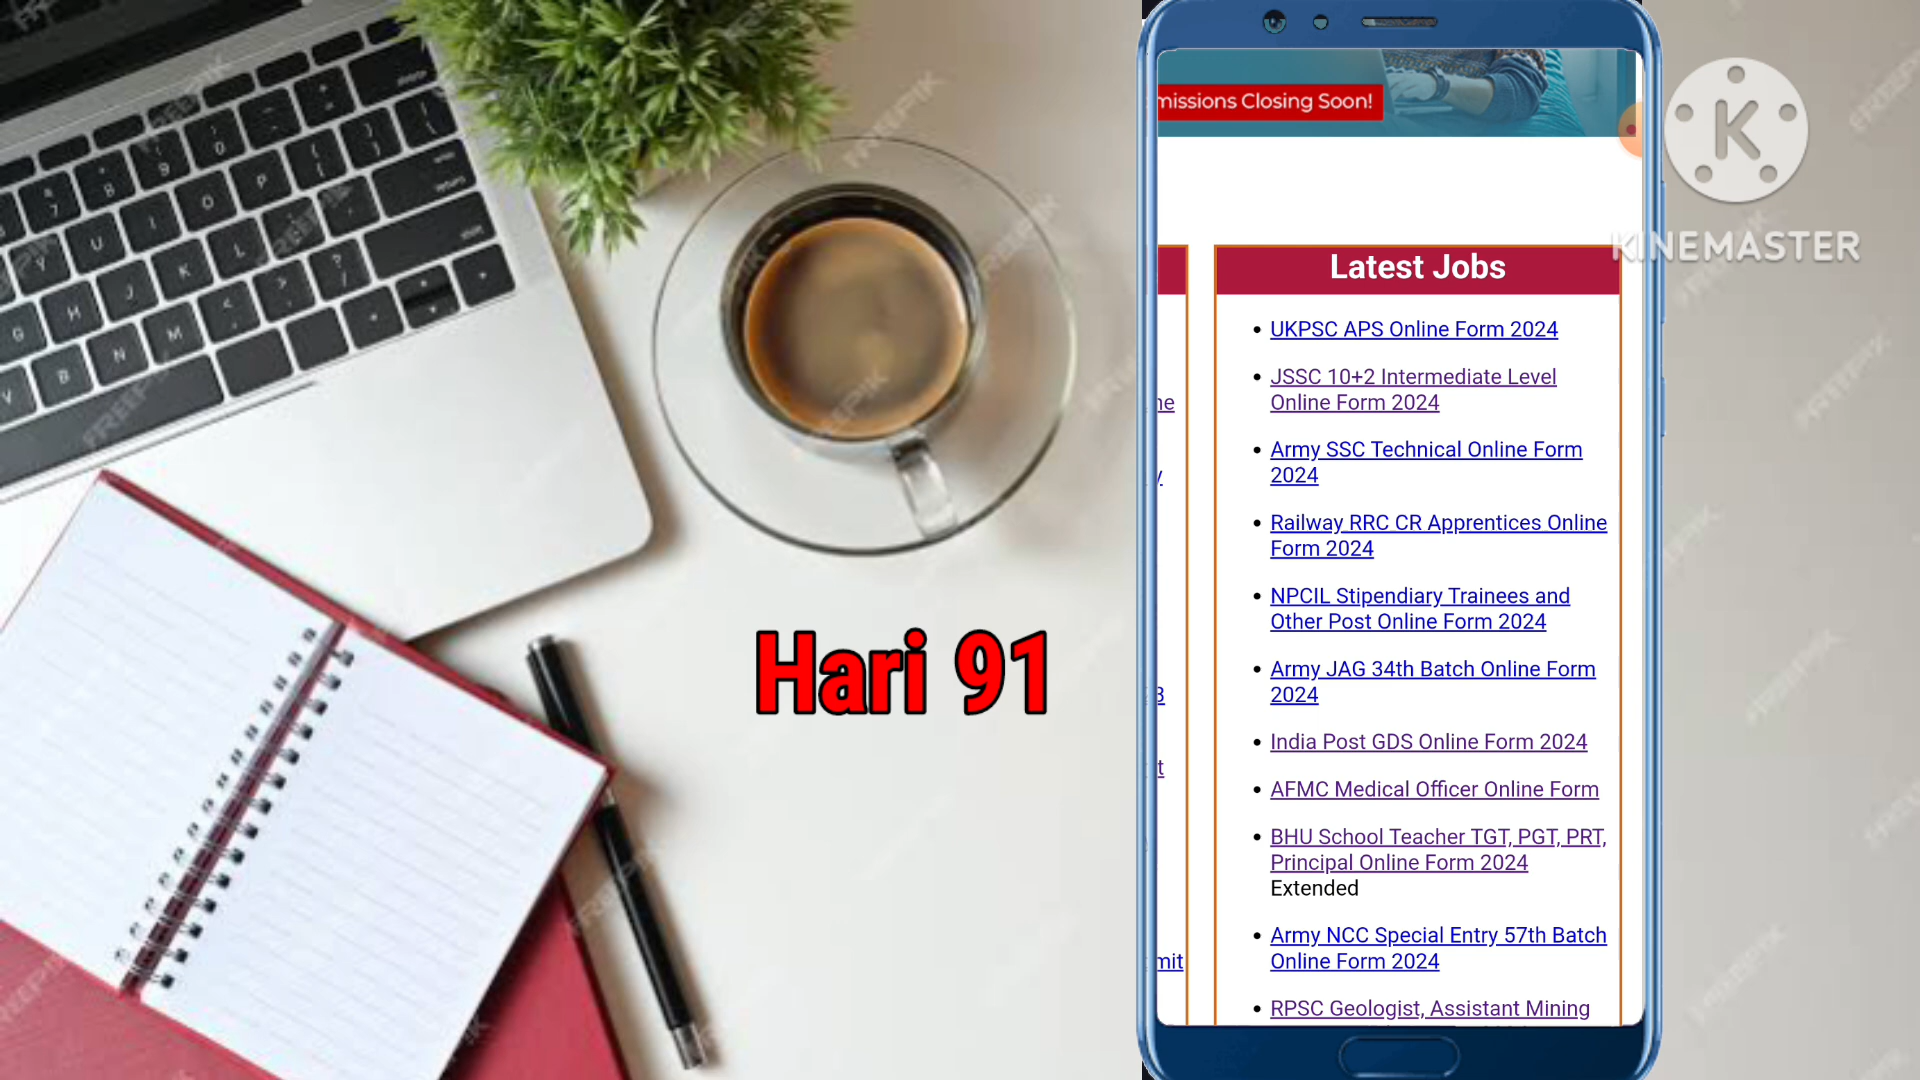 missions Closing Soon!
K
KINEMASTER
Latest Jobs
UKPSC APS Online Form 2024
JSSC 10+2 Intermediate Level
Online Form 2024
Army SSC Technical Online Form
2024
Railway RRC CR Apprentices Online
Form 2024
NPCIL Stipendiary Trainees and
Other Post Online Form 2024
Army JAG 34th Batch Online Form
2024
India Post GDS Online Form 2024
AFMC Medical Officer Online Form
BHU School Teacher TGT, PGT, PRT,
Principal Online Form 2024
Extended
Army NCC Special Entry 57th Batch
Online Form 2024
RPSC Geologist, Assistant Mining
ne
y
3
t
mit
Hari 91
FREEPIK